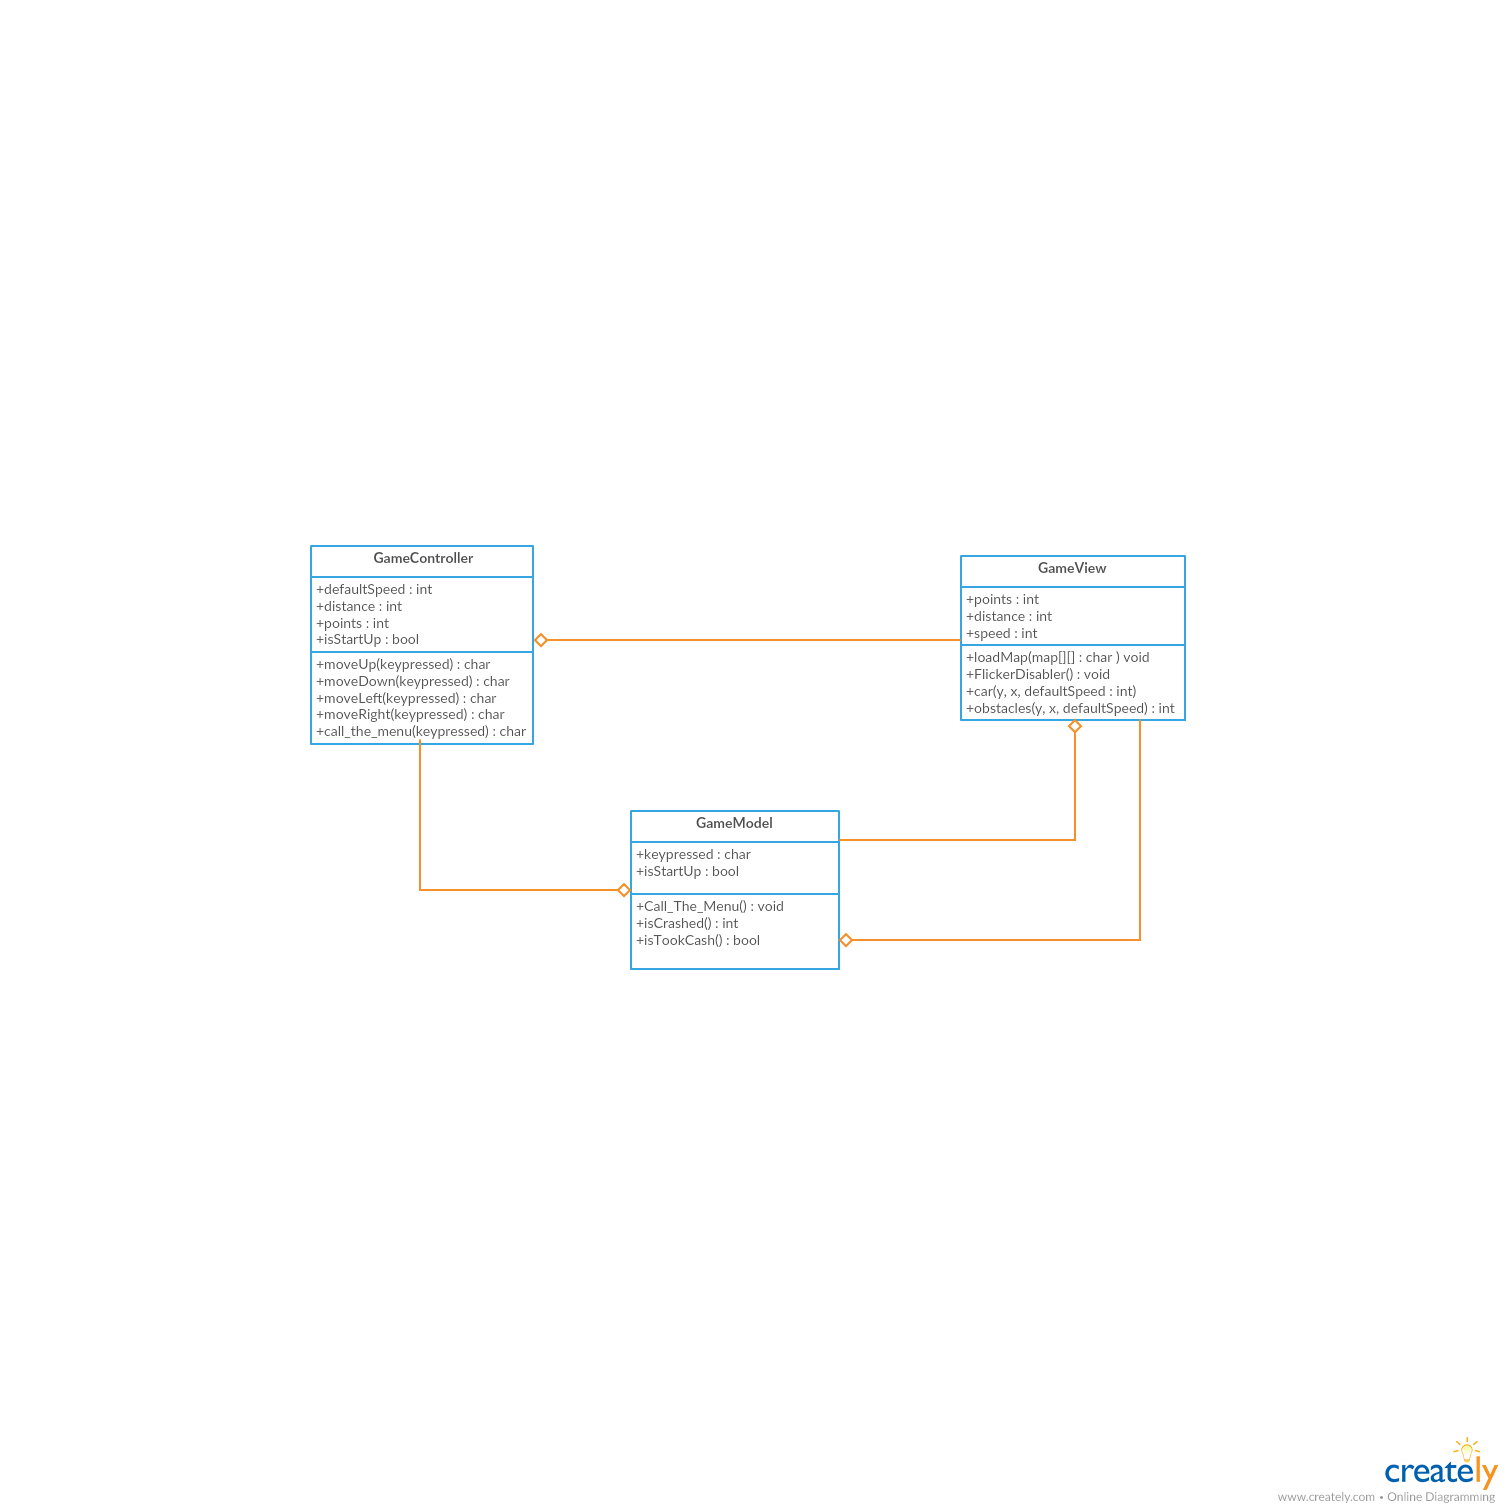 GameController
+defaultSpeed : int
+distance : int
+points : int
+isStartUp : bool
+moveUp(keypressed) : char
+moveDown(keypressed) : char
+moveLeft(keypressed) : char
+moveRight(keypressed) : char
+call_the_menu(keypressed) : char
GameView
+points : int
+distance : int
+speed : int
+loadMap(map[][] : char ) void
+FlickerDisabler() : void
+car(y, x, defaultSpeed : int)
+obstacles(y, x, defaultSpeed) : int
GameModel
+keypressed : char
+isStartUp : bool
+Call_The_Menu() : void
+isCrashed() : int
+isTookCash() : bool
creately
www.creately.com • Online Diagramming